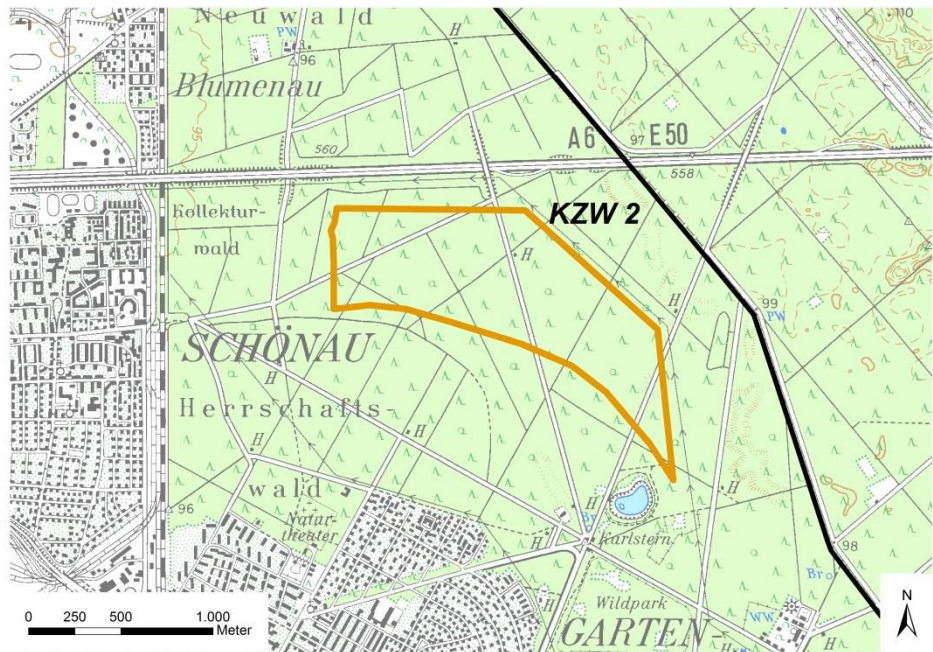 Neuwald
PW
96
110
Blumenau
95
H
A6
97
E50
560
558
KZW 2
kollektur-
wald
H
H
99
PW
SCHÖNAU
H
Herrschafts-
H
H
wald
H
96
Natur-
theater
H
H
Karlstern
98
Bro
Wildpark
H
WW
GARTEN-
H
H
0 250 500 1.000
Meter
N